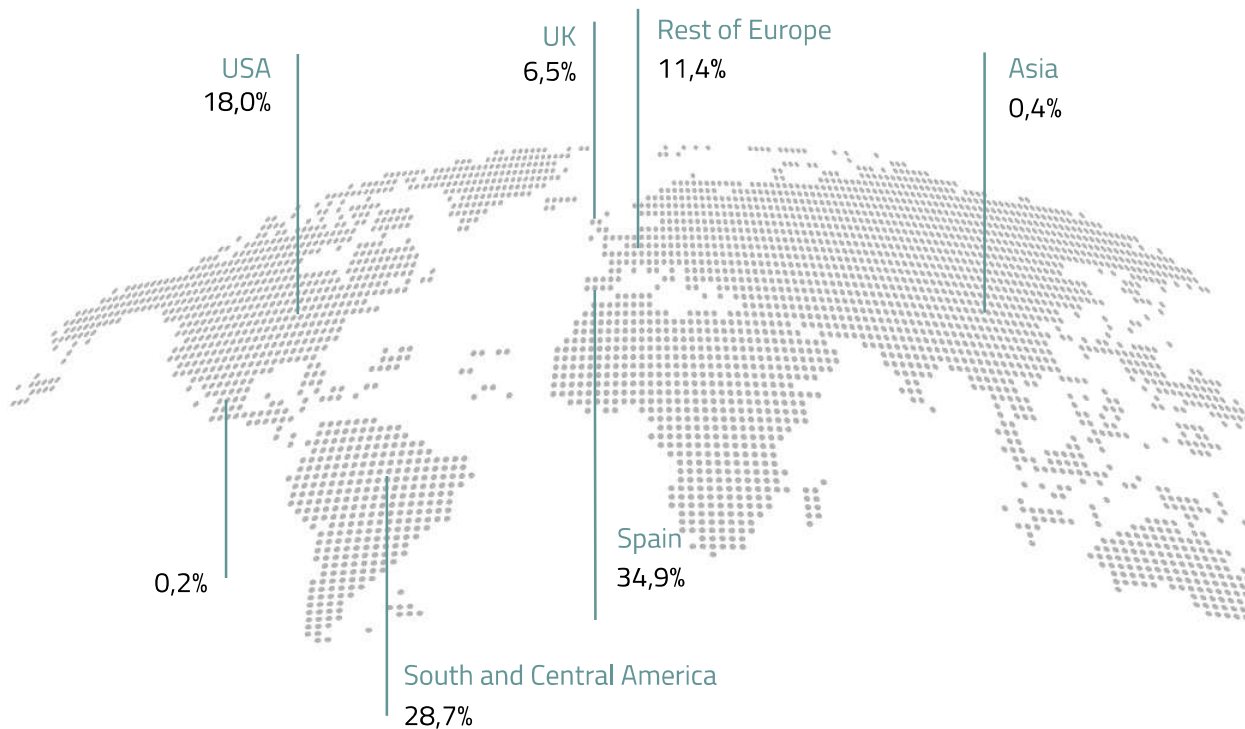 UK
6,5%
Rest of Europe
11,4%
USA
18,0%
Asia
0,4%
Spain
34,9%
0,2%
South and Central America
28,7%